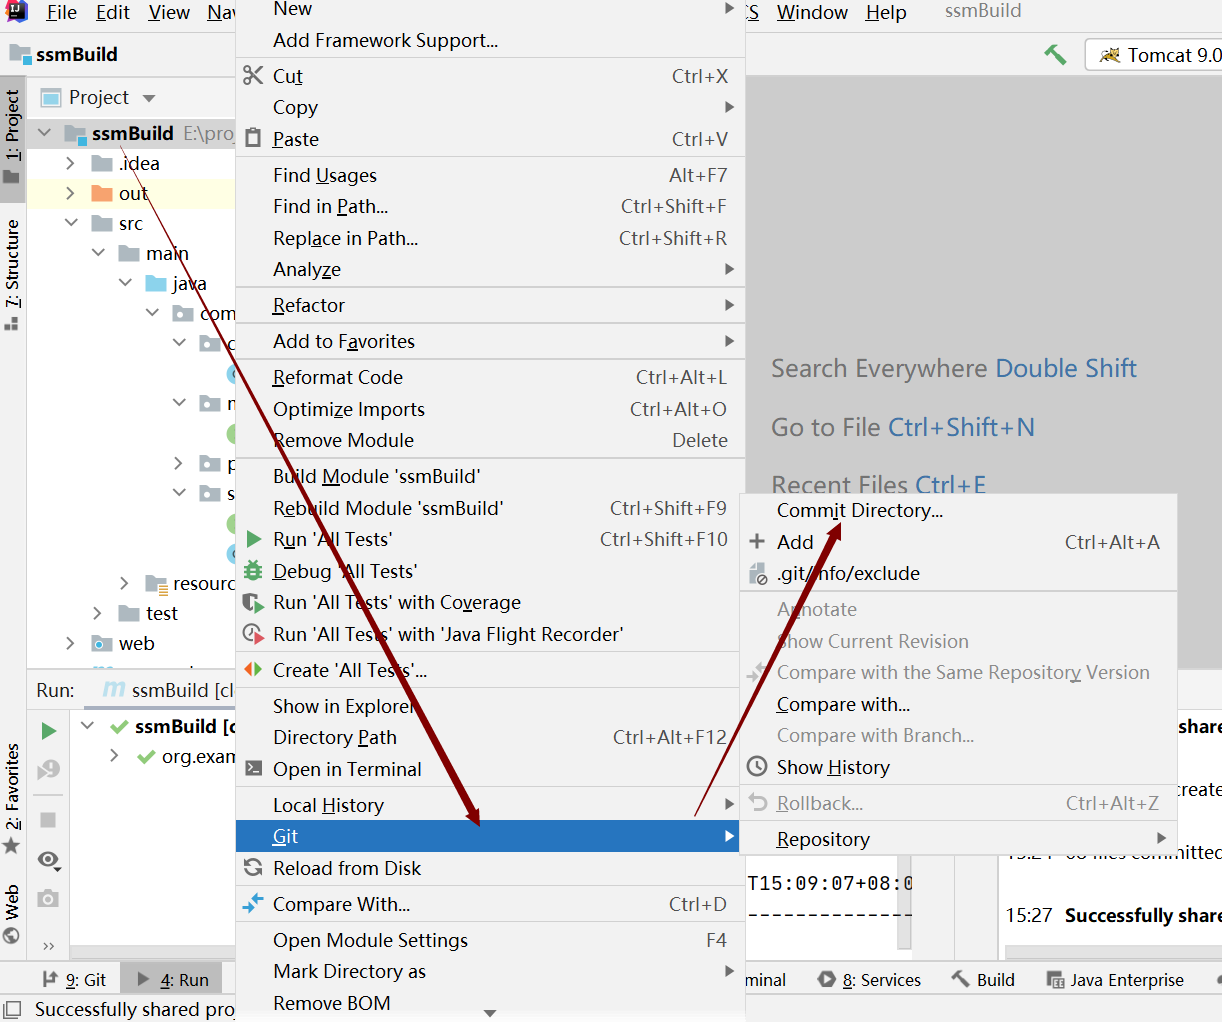 File Edit View Na
CS Window Help ssmBuild
ssmBuild
Tomcat 9.0
1: Project
7: Structure
2: Favorites
Web
Project
ssmBuild E:\proj
.idea
out
src
main
java
com
resourc
test
web
New
Add Framework Support...
Cut Ctrl+X
Copy
Paste Ctrl+V
Find Usages Alt+F7
Find in Path... Ctrl+Shift+F
Replace in Path... Ctrl+Shift+R
Analyze
Refactor
Add to Favorites
Reformat Code Ctrl+Alt+L
Optimize Imports Ctrl+Alt+O
Remove Module Delete
Build Module 'ssmBuild'
Rebuild Module 'ssmBuild' Ctrl+Shift+F9
Run 'All Tests' Ctrl+Shift+F10
Debug 'All Tests'
Run 'All Tests' with Coverage
Run 'All Tests' with 'Java Flight Recorder'
Create 'All Tests'...
Show in Explorer
Directory Path Ctrl+Alt+F12
Open in Terminal
Local History
Git
Reload from Disk
Compare With... Ctrl+D
Open Module Settings F4
Mark Directory as
Remove BOM
Search Everywhere Double Shift
Go to File Ctrl+Shift+N
Recent Files Ctrl+E
Commit Directory...
Add Ctrl+Alt+A
.git/info/exclude
Annotate
Show Current Revision
Compare with the Same Repository Version
Compare with...
Compare with Branch...
Show History
Rollback... Ctrl+Alt+Z
Repository
Run: ssmBuild [cl
ssmBuild [c
org.exam
share
create
committed
T15:09:07+08:0
--------------
15:27 Successfully share
9: Git 4: Run minal 8: Services Build Java Enterprise
Successfully shared proj